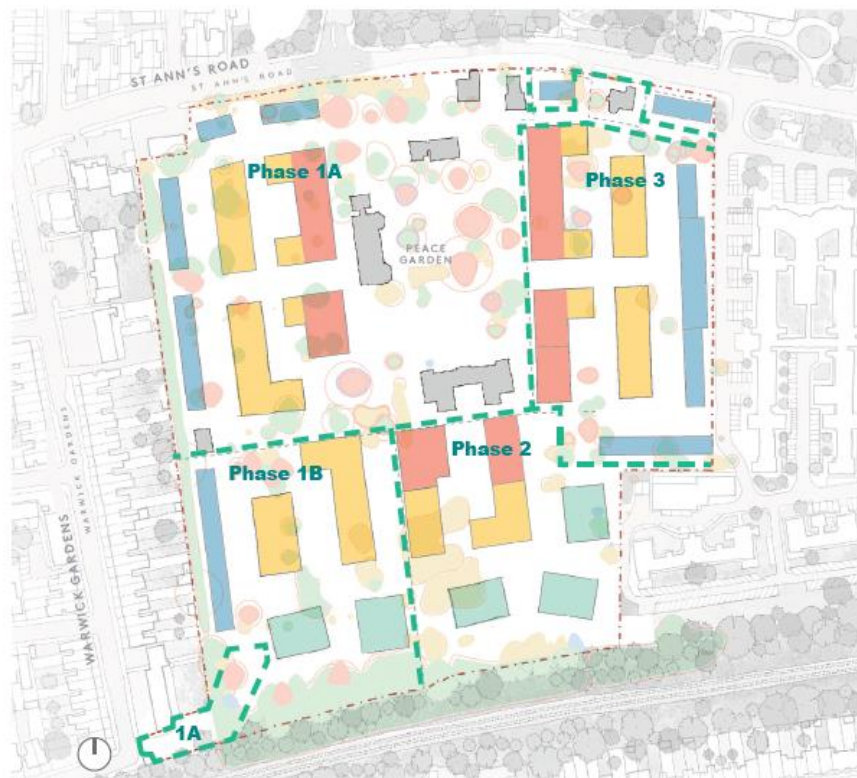 ST ANN'S ROAD
ST ANN'S ROAD
Phase 1A
Phase 3
PEACE
GARDEN
WARWICK GARDENS
Phase 2
Phase 1B
WARWICK GARDENS
1A